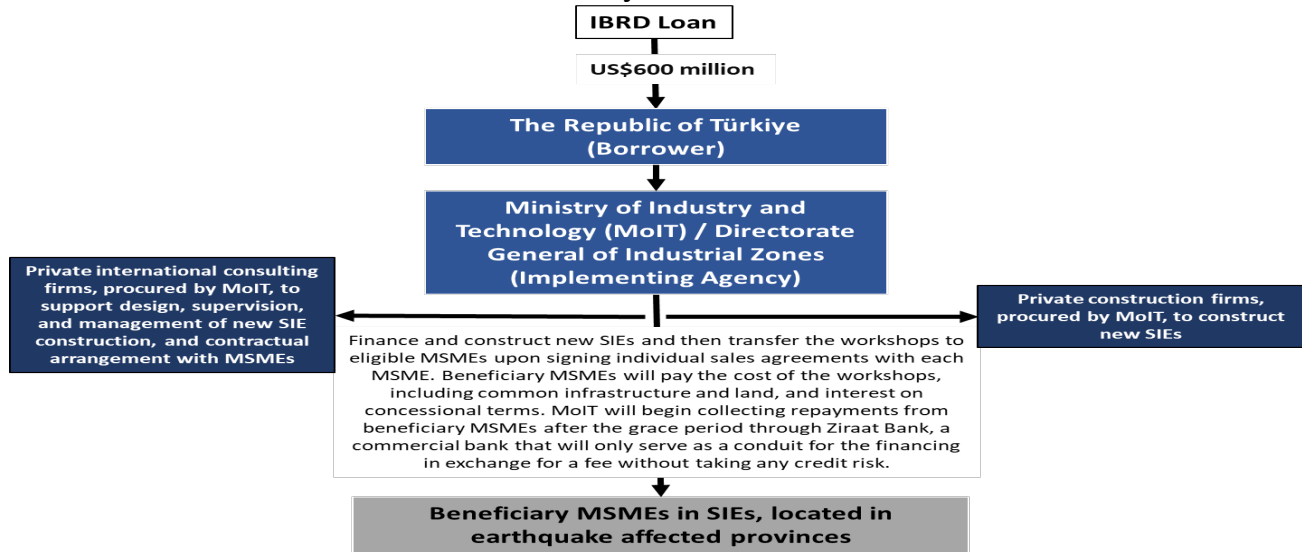 IBRD Loan
US$600 million
The Republic of Türkiye
(Borrower)
Ministry of Industry and
Technology (MoIT) / Directorate
General of Industrial Zones
(Implementing Agency)
Private international consulting
firms, procured by MoIT, to
support design, supervision,
and management of new SIE
construction, and contractual
arrangement with MSMEs
Private construction firms,
procured by MoIT, to construct
new SIEs
Finance and construct new SIEs and then transfer the workshops to
eligible MSMEs upon signing individual sales agreements with each
MSME. Beneficiary MSMEs will pay the cost of the workshops,
including common infrastructure and land, and interest on
concessional terms. MoIT will begin collecting repayments from
beneficiary MSMEs after the grace period through Ziraat Bank, a
commercial bank that will only serve as a conduit for the financing
in exchange for a fee without taking any credit risk.
Beneficiary MSMEs in SIEs, located in
earthquake affected provinces